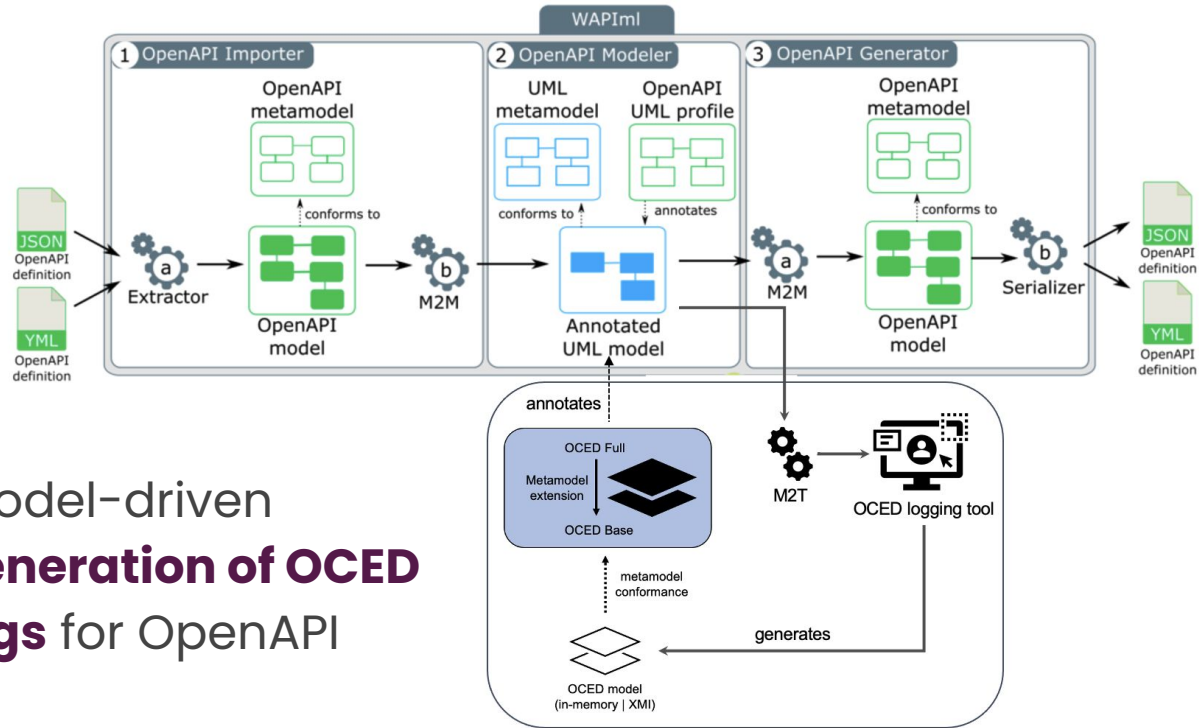 WAPIml
1 OpenAPI Importer
OpenAPI
metamodel
conforms to
JSON
OpenAPI
definition
YML
OpenAPI
definition
a
Extractor
OpenAPI
model
b
M2M
2 OpenAPI Modeler
UML
metamodel
OpenAPI
UML profile
conforms to
annotates
Annotated
UML model
3 OpenAPI Generator
OpenAPI
metamodel
conforms to
a
M2M
OpenAPI
model
b
Serializer
JSON
OpenAPI
definition
YML
OpenAPI
definition
annotates
OCED Full
Metamodel
extension
OCED Base
metamodel
conformance
OCED model
(in-memory | XMI)
M2T
OCED logging tool
generates
odel-driven
eneration of OCED
gs for OpenAPI